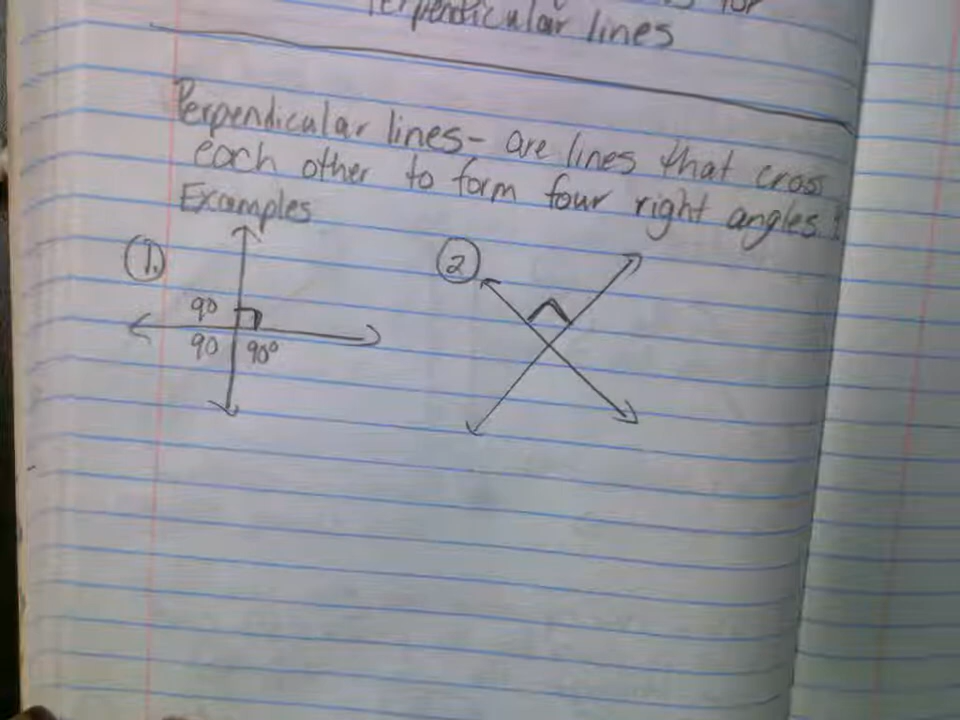 for
Perpendicular lines
Perpendicular lines- are lines that cross
each other to form four right angles.
Examples
1.
2
90
90 90°